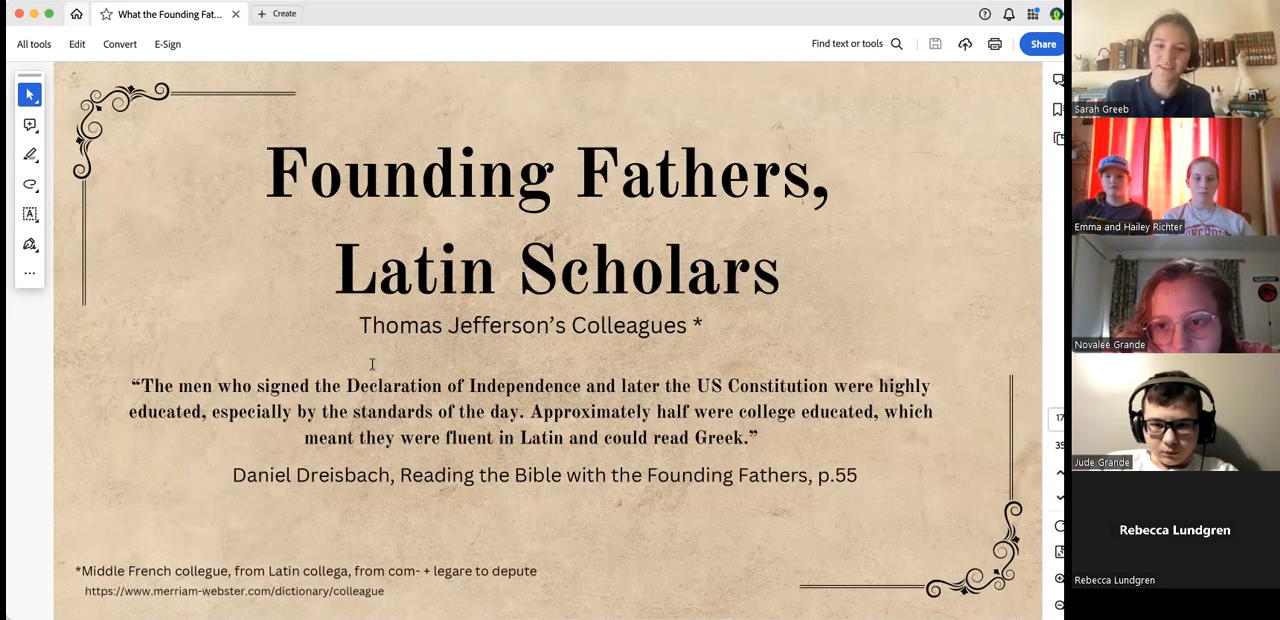 What the Founding Fat...
Create
All tools
Edit
Convert
E-Sign
Find text or tools
Share
Founding Fathers,
Latin Scholars
Thomas Jefferson’s Colleagues *
“The men who signed the Declaration of Independence and later the US Constitution were highly
educated, especially by the standards of the day. Approximately half were college educated, which
meant they were fluent in Latin and could read Greek.”
Daniel Dreisbach, Reading the Bible with the Founding Fathers, p.55
*Middle French collegue, from Latin collega, from com- + legare to depute
https://www.merriam-webster.com/dictionary/colleague
17
35
Sarah Greeb
Emma and Hailey Richter
Novalee Grande
Jude Grande
Rebecca Lundgren
Rebecca Lundgren